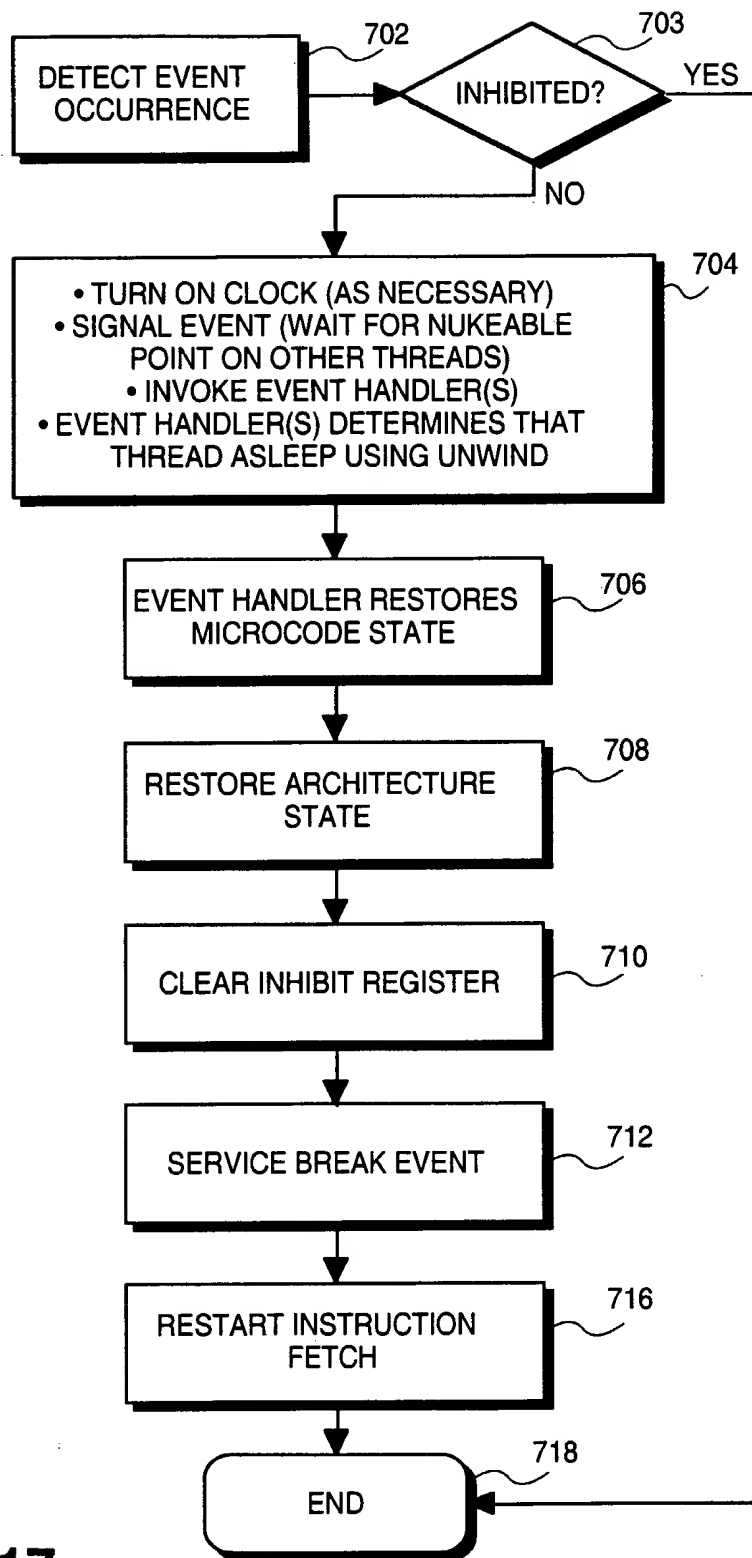 702
703
DETECT EVENT
OCCURRENCE
INHIBITED?
YES
NO
704
• TURN ON CLOCK (AS NECESSARY)
• SIGNAL EVENT (WAIT FOR NUKEABLE
POINT ON OTHER THREADS)
• INVOKE EVENT HANDLER(S)
• EVENT HANDLER(S) DETERMINES THAT
THREAD ASLEEP USING UNWIND
706
EVENT HANDLER RESTORES
MICROCODE STATE
708
RESTORE ARCHITECTURE
STATE
710
CLEAR INHIBIT REGISTER
712
SERVICE BREAK EVENT
716
RESTART INSTRUCTION
FETCH
718
END
17